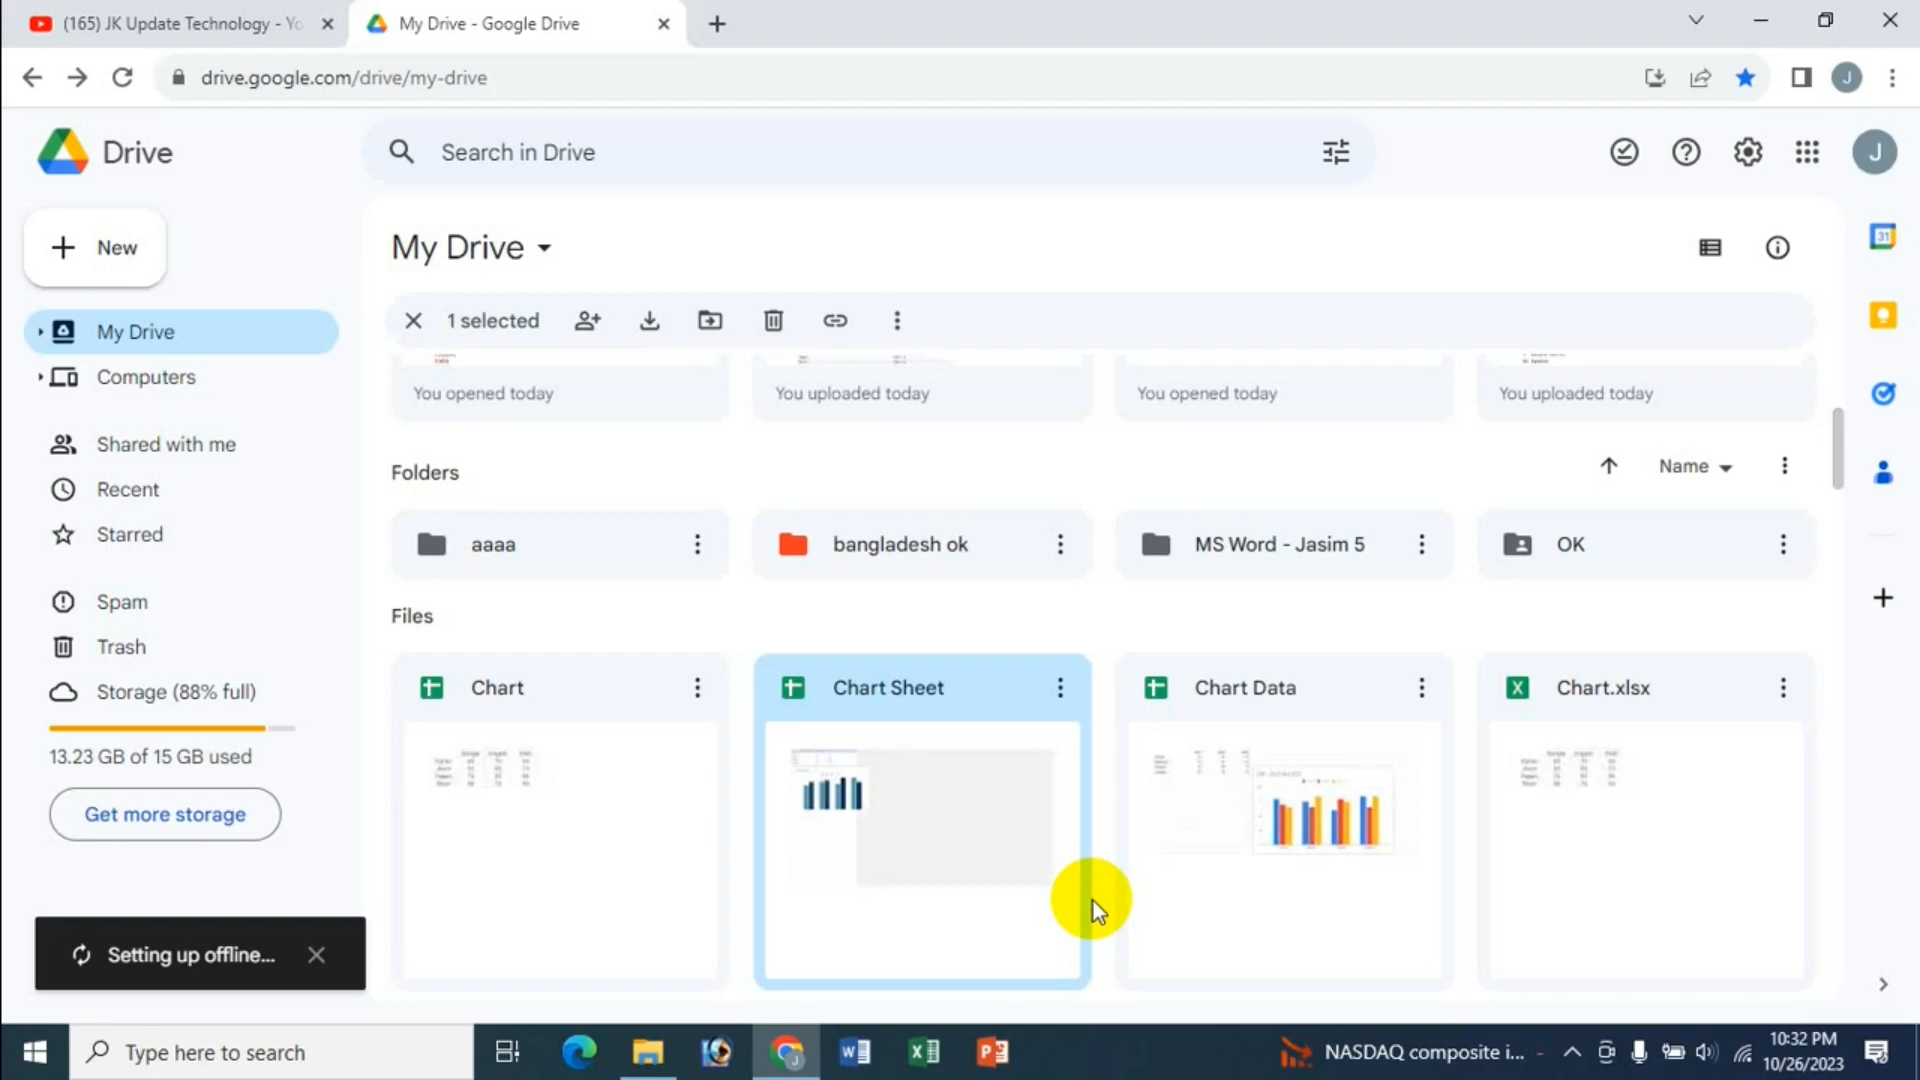 (165) JK Update Technology - Yo
My Drive - Google Drive
drive.google.com/drive/my-drive
J
Drive
Search in Drive
J
New
My Drive
31
1 selected
My Drive
Computers
You opened today
You uploaded today
You opened today
You uploaded today
Shared with me
Folders
Name
Recent
Starred
aaaa
bangladesh ok
MS Word - Jasim 5
OK
Spam
Files
Trash
Storage (88% full)
Chart
Chart Sheet
Chart Data
Chart.xlsx
13.23 GB of 15 GB used
Get more storage
Setting up offline...
Type here to search
NASDAQ composite i...
10:32 PM
10/26/2023